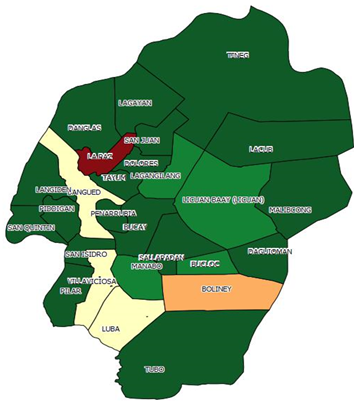 TINEG
LAGAYAN
DANGLAS
SAN JUAN
LACUB
LA PAZ
DOLORES
TAYUM
LAGANGILANG
LANGIDEN
BANGUED
LICUAN-BAAY (LICUAN)
MALIBCONG
PIDIGAN
PEÑARRUBIA
SAN QUINTIN
BUCAY
DAGUIOMAN
SAN ISIDRO
SALLAPADAN
BUCLOC
MANABO
VILLAVICIOSA
PILAR
BOLINEY
LUBA
TUBO